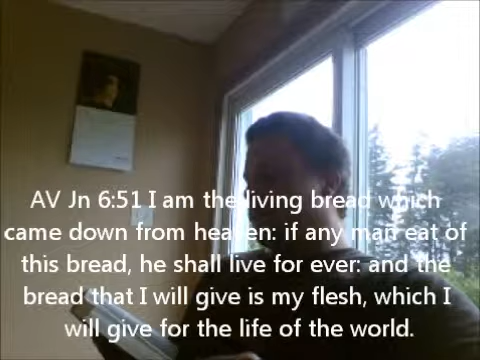 AV Jn 6:51 I am the living bread which
came down from heaven: if any man eat of
this bread, he shall live for ever: and the
bread that I will give is my flesh, which I
will give for the life of the world.